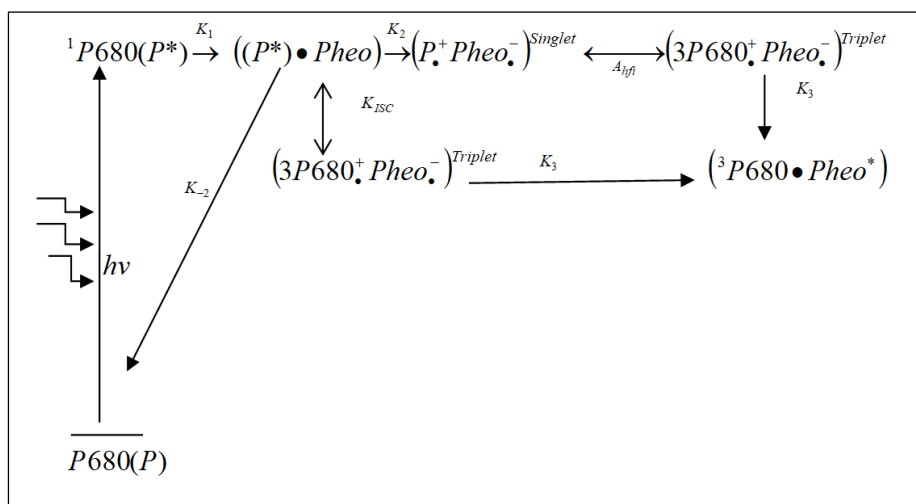 ¹P680(P*) K₁ → ((P*) • Pheo) K₂ → (P•⁺ Pheo•⁻)^Singlet ⟷ A_hfl (3P680•⁺ Pheo•⁻)^Triplet
K_ISC
K₃
(3P680•⁺ Pheo•⁻)^Triplet K₃ → (³P680 • Pheo*)
K₋₂
hv
P680(P)